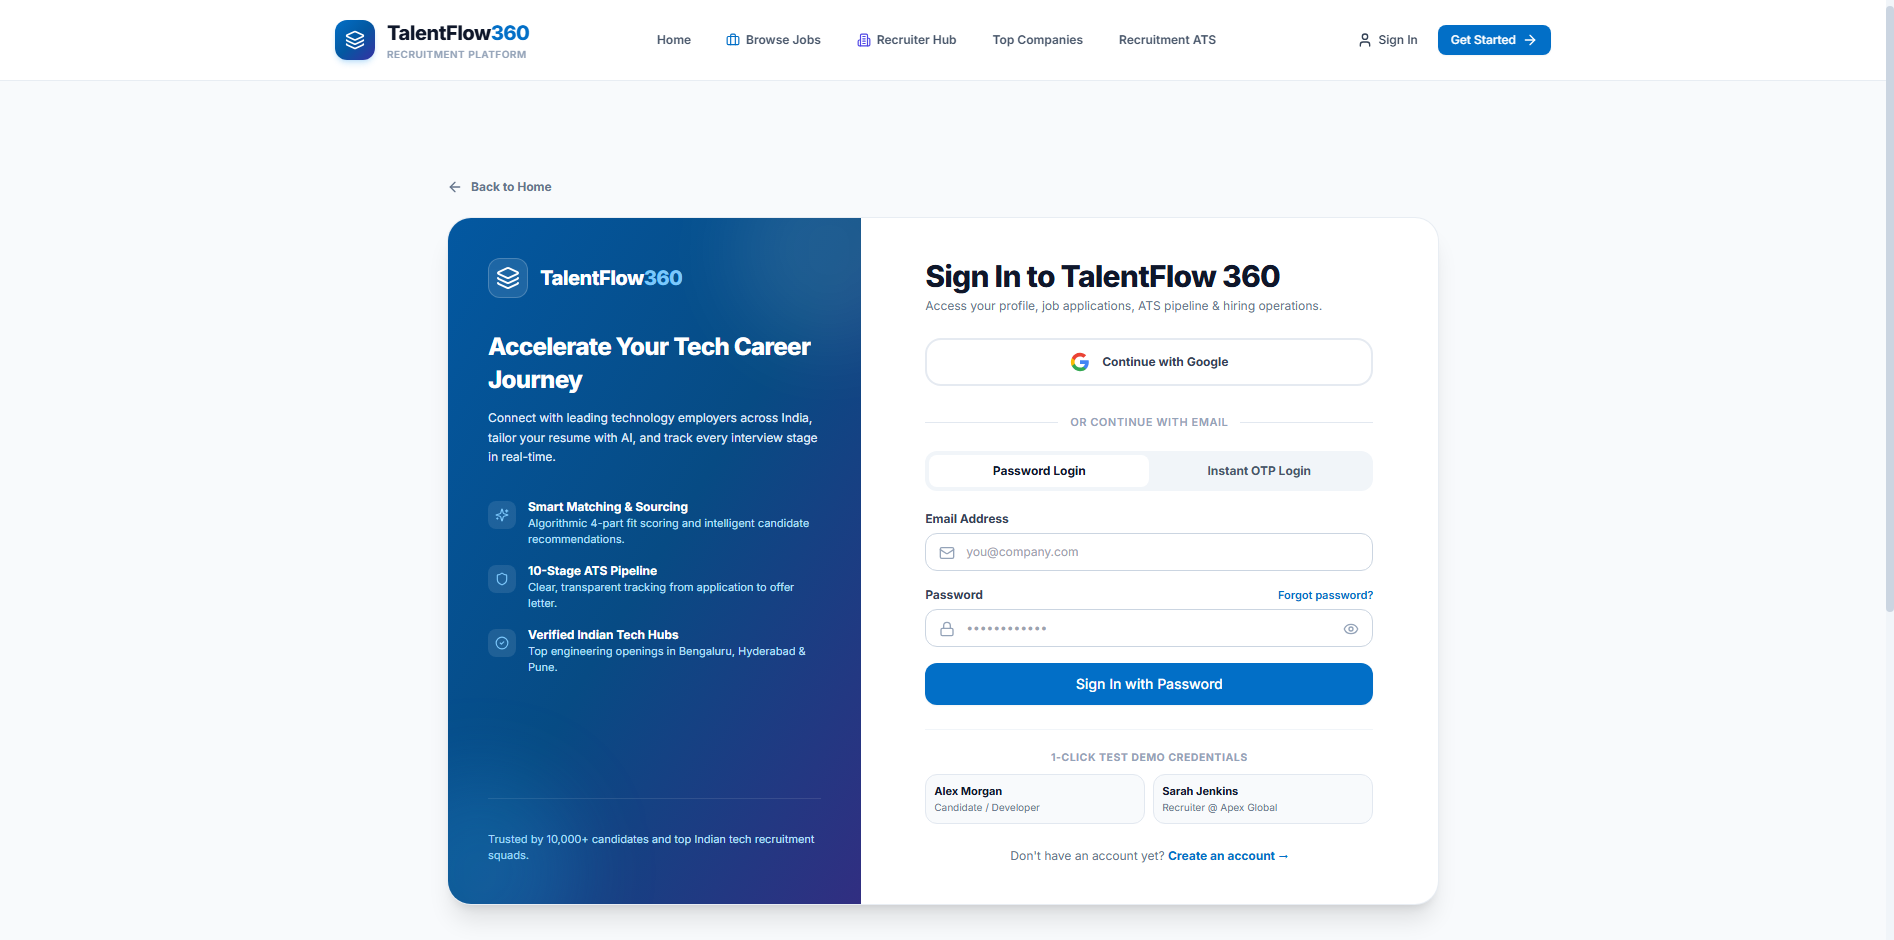 TalentFlow360
RECRUITMENT PLATFORM
Home
Browse Jobs
Recruiter Hub
Top Companies
Recruitment ATS
Sign In
Get Started
Back to Home
TalentFlow360
Accelerate Your Tech Career
Journey
Connect with leading technology employers across India,
tailor your resume with AI, and track every interview stage
in real-time.
Smart Matching & Sourcing
Algorithmic 4-part fit scoring and intelligent candidate
recommendations.
10-Stage ATS Pipeline
Clear, transparent tracking from application to offer
letter.
Verified Indian Tech Hubs
Top engineering openings in Bengaluru, Hyderabad &
Pune.
Trusted by 10,000+ candidates and top Indian tech recruitment
squads.
Sign In to TalentFlow 360
Access your profile, job applications, ATS pipeline & hiring operations.
Continue with Google
OR CONTINUE WITH EMAIL
Password Login
Instant OTP Login
Email Address
you@company.com
Password
Forgot password?
••••••••••••
Sign In with Password
1-CLICK TEST DEMO CREDENTIALS
Alex Morgan
Candidate / Developer
Sarah Jenkins
Recruiter @ Apex Global
Don't have an account yet? Create an account →